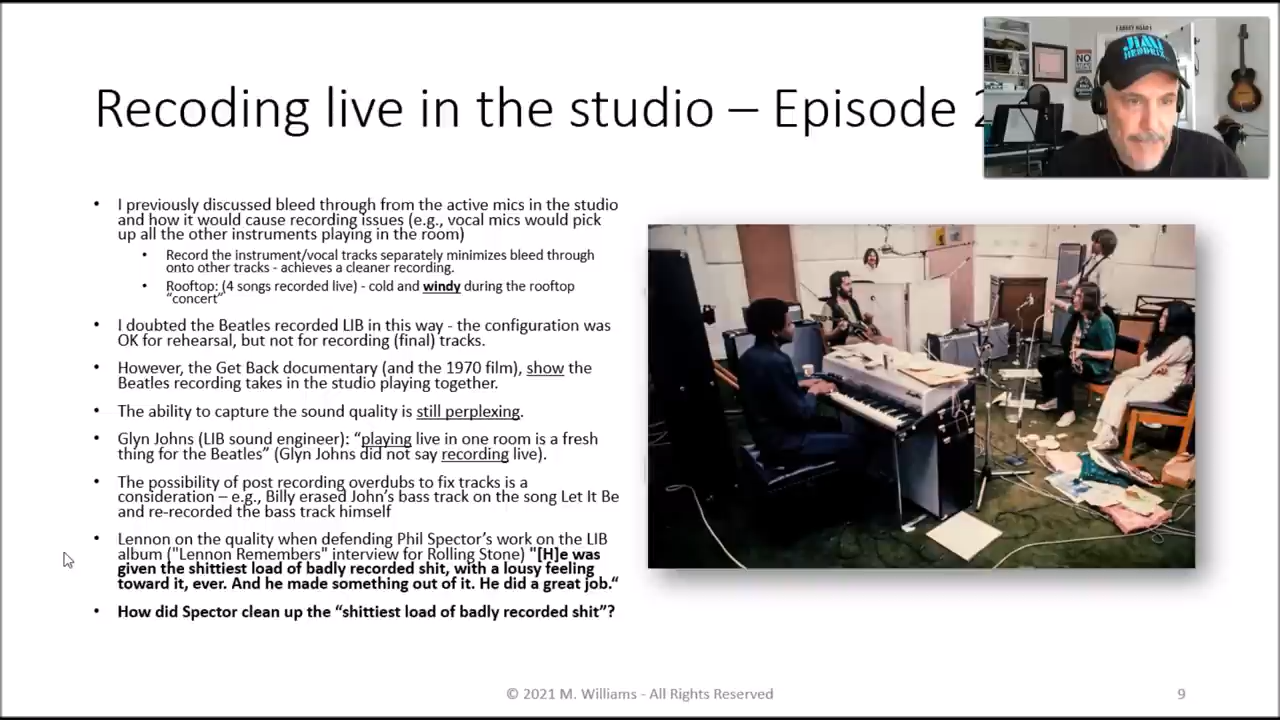 Recoding live in the studio – Episode 2
JIMI
HENDRIX
ABBEY ROAD
NO
• I previously discussed bleed through from the active mics in the studio
and how it would cause recording issues (e.g., vocal mics would pick
up all the other instruments playing in the room)
• Record the instrument/vocal tracks separately minimizes bleed through
onto other tracks - achieves a cleaner recording.
• Rooftop: (4 songs recorded live) - cold and windy during the rooftop
“concert”
• I doubted the Beatles recorded LIB in this way - the configuration was
OK for rehearsal, but not for recording (final) tracks.
• However, the Get Back documentary (and the 1970 film), show the
Beatles recording takes in the studio playing together.
• The ability to capture the sound quality is still perplexing.
• Glyn Johns (LIB sound engineer): “playing live in one room is a fresh
thing for the Beatles” (Glyn Johns did not say recording live).
• The possibility of post recording overdubs to fix tracks is a
consideration – e.g., Billy erased John’s bass track on the song Let It Be
and re-recorded the bass track himself
• Lennon on the quality when defending Phil Spector’s work on the LIB
album ("Lennon Remembers" interview for Rolling Stone) "[H]e was
given the shittiest load of badly recorded shit, with a lousy feeling
toward it, ever. And he made something out of it. He did a great job.“
• How did Spector clean up the “shittiest load of badly recorded shit”?
© 2021 M. Williams - All Rights Reserved
9